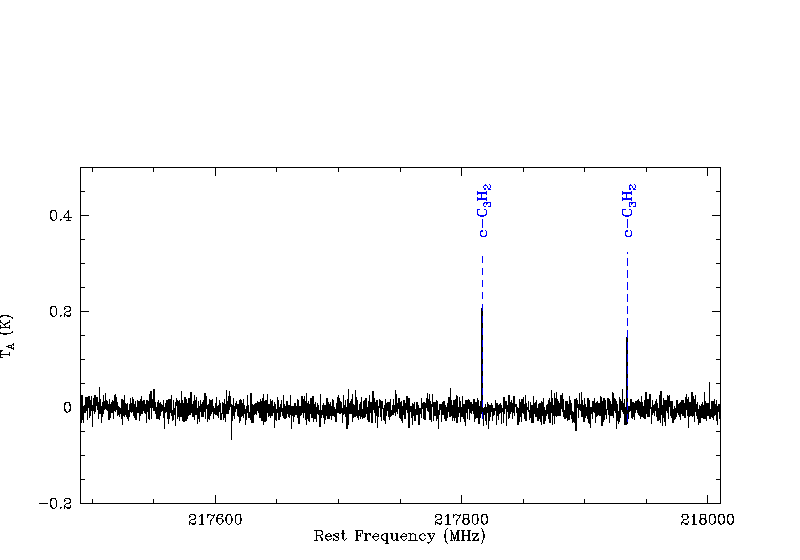 c-C3H2
c-C3H2
0.4
0.2
0
-0.2
TA (K)
217600
217800
218000
Rest Frequency (MHz)